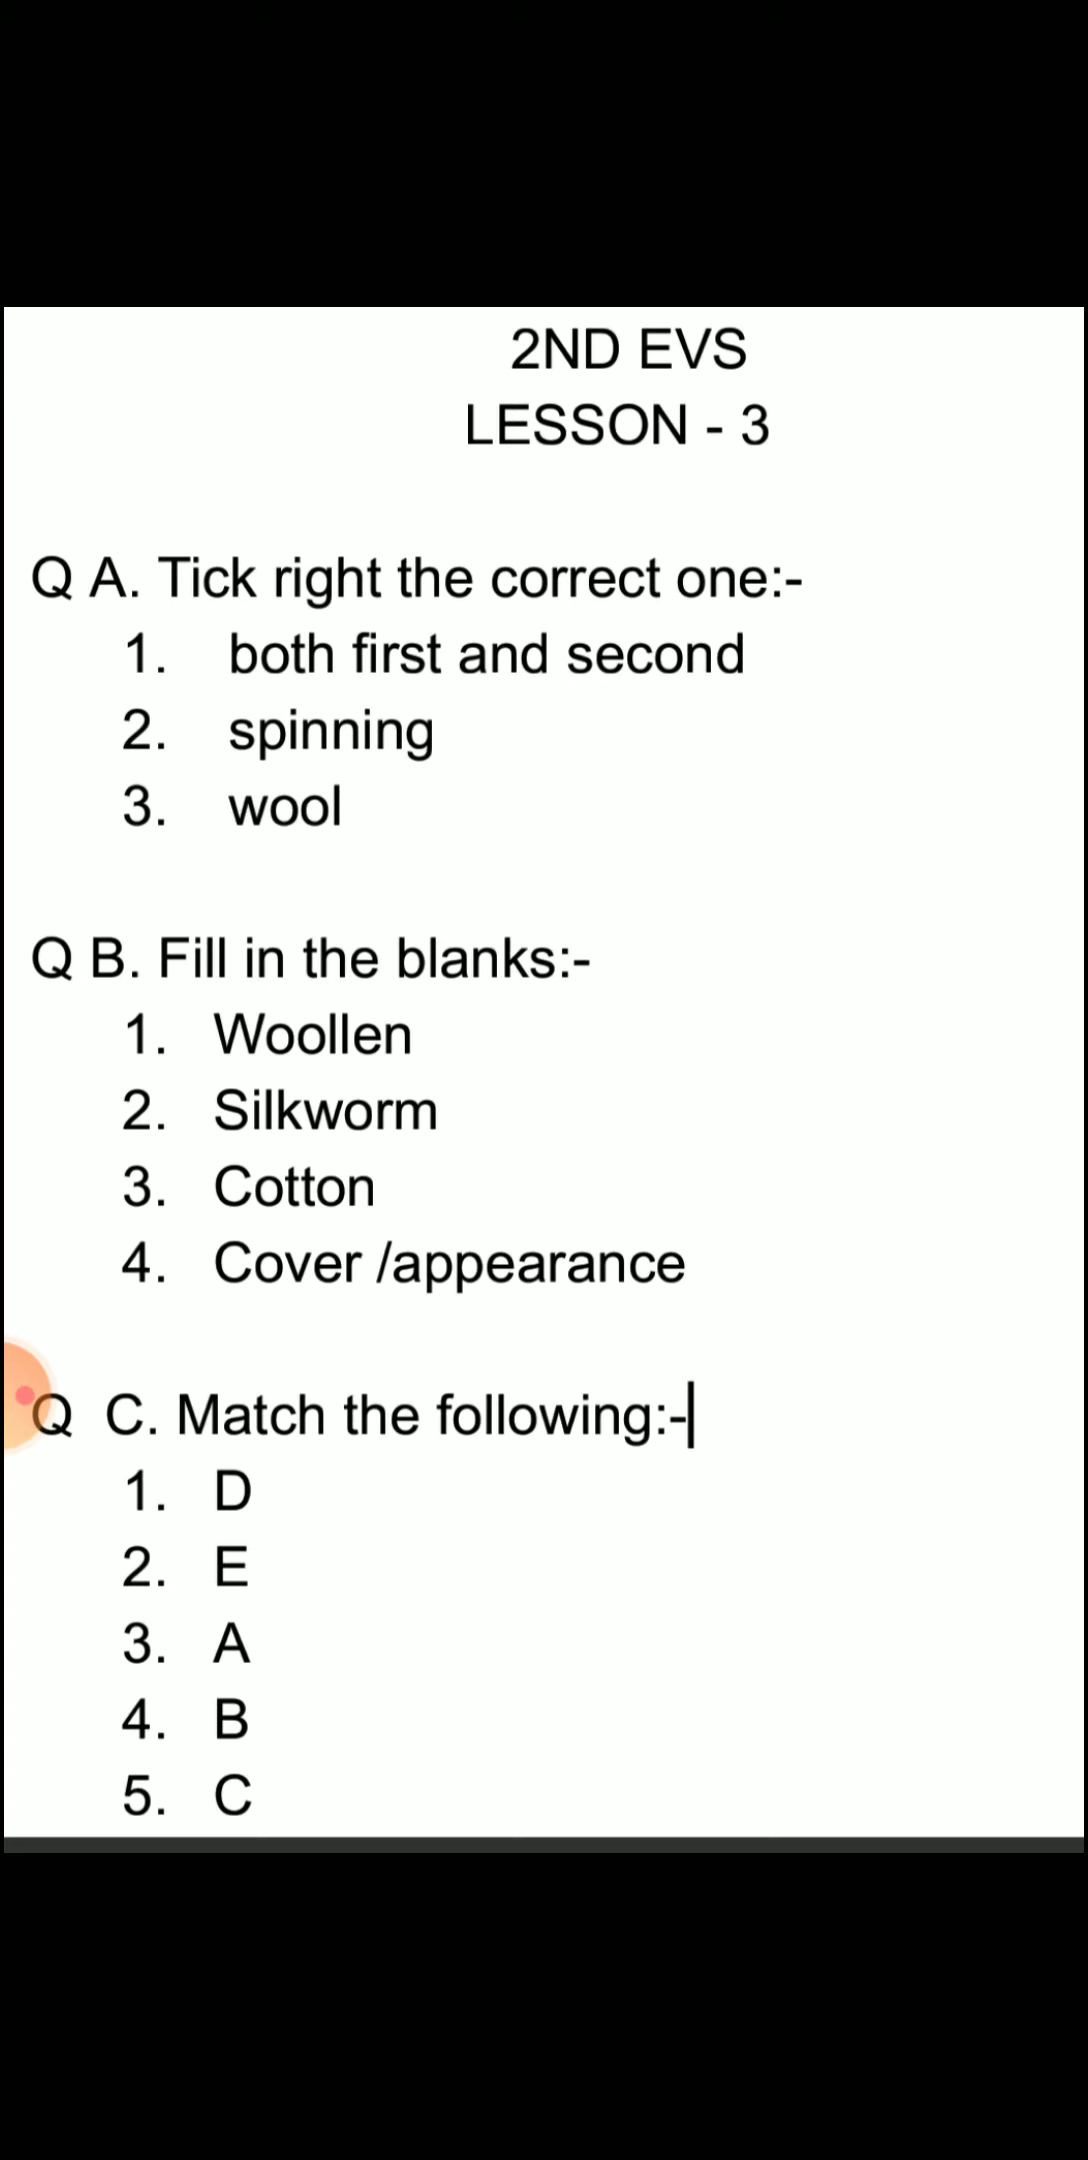 2ND EVS
LESSON - 3
Q A. Tick right the correct one:-
1. both first and second
2. spinning
3. wool
Q B. Fill in the blanks:-
1. Woollen
2. Silkworm
3. Cotton
4. Cover /appearance
Q C. Match the following:-
1. D
2. E
3. A
4. B
5. C